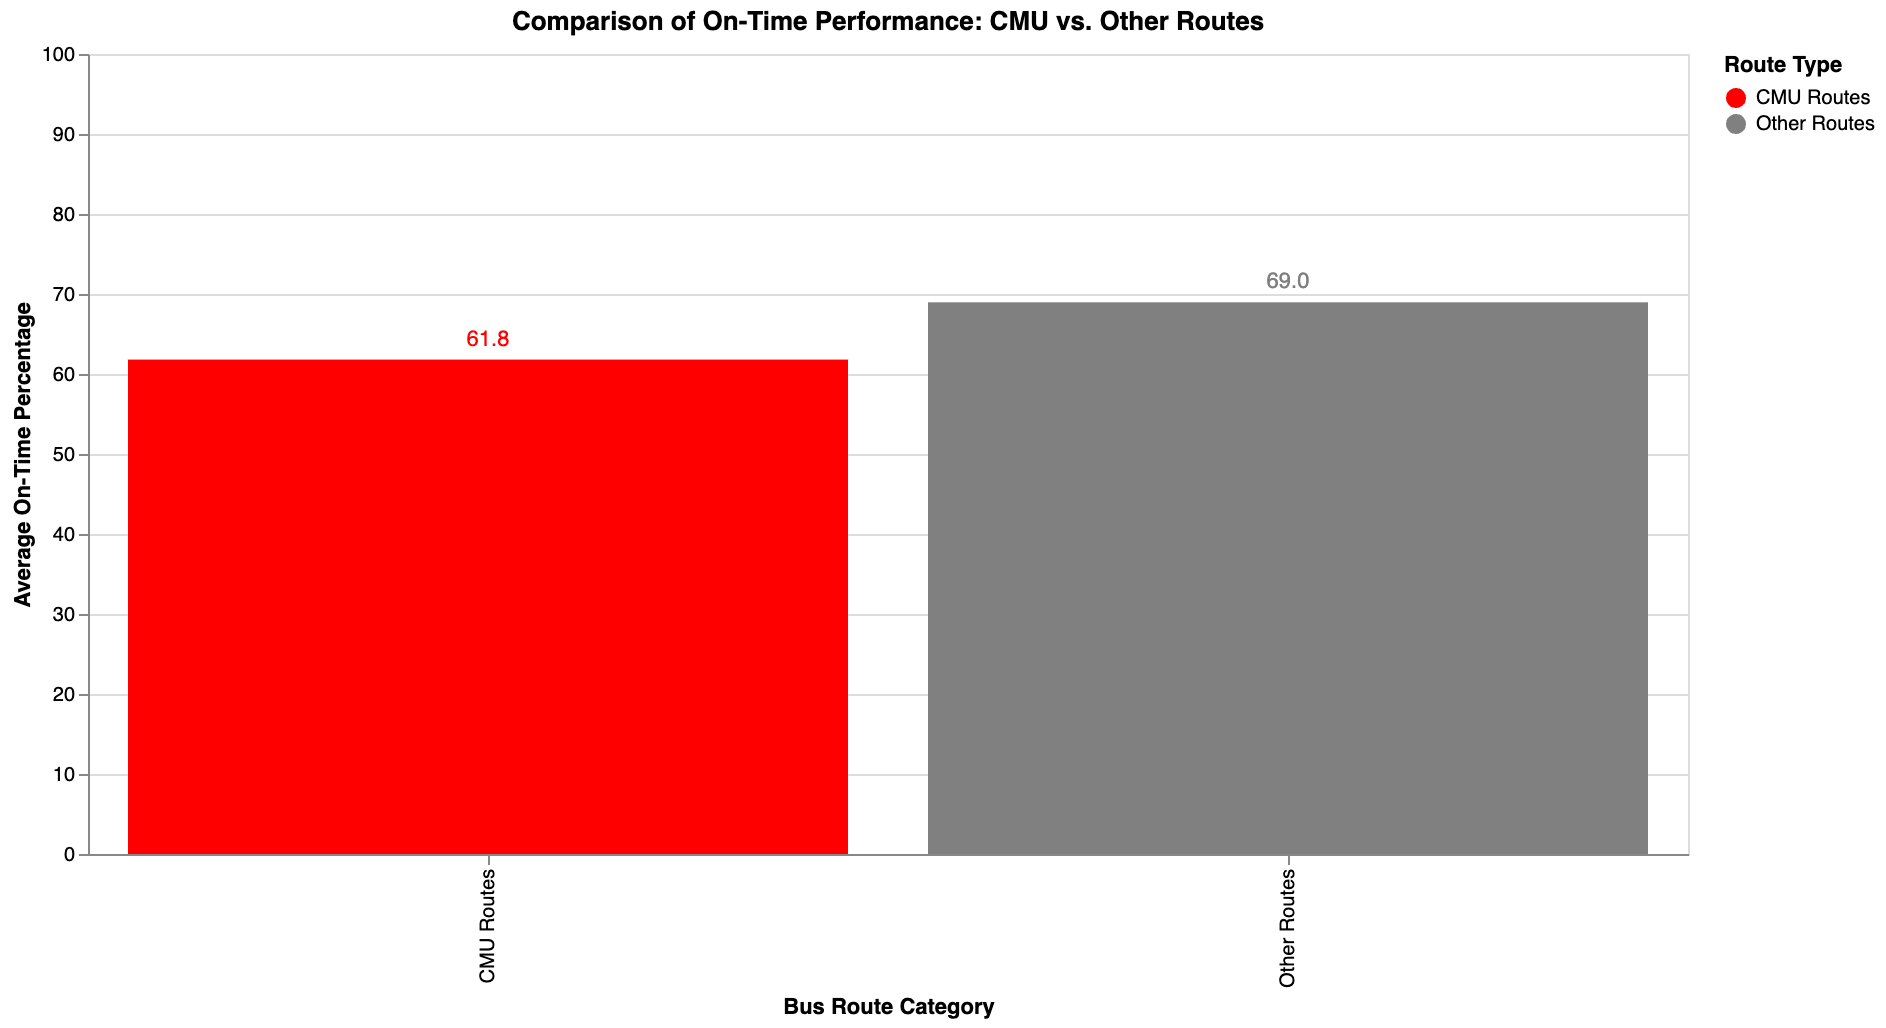 Comparison of On-Time Performance: CMU vs. Other Routes
Route Type
CMU Routes
Other Routes
Average On-Time Percentage
100
90
80
70
60
50
40
30
20
10
0
61.8
69.0
CMU Routes
Other Routes
Bus Route Category